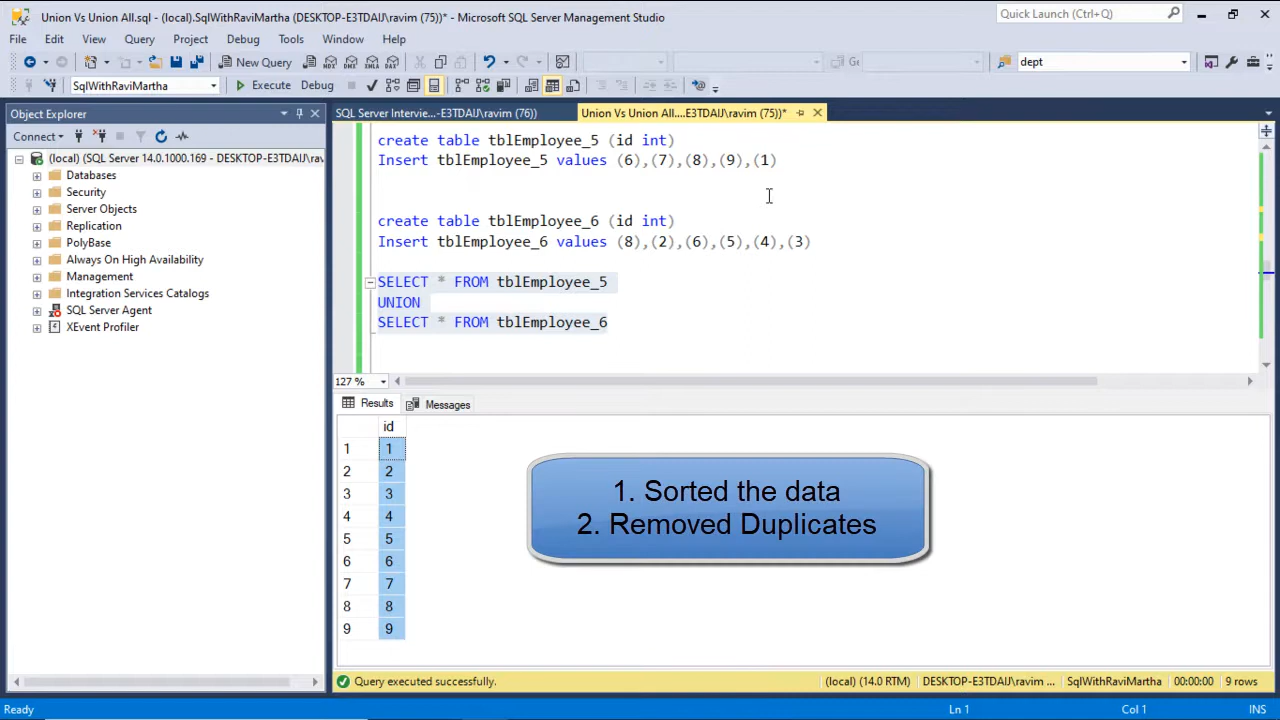 Union Vs Union All.sql - (local).SqlWithRaviMartha (DESKTOP-E3TDAIJ\ravim (75))* - Microsoft SQL Server Management Studio
Quick Launch (Ctrl+Q)
File Edit View Query Project Debug Tools Window Help
New Query
dept
SqlWithRaviMartha
Execute Debug
Object Explorer
SQL Server Intervie...-E3TDAIJ\ravim (76))
Union Vs Union All....E3TDAIJ\ravim (75))*
Connect
(local) (SQL Server 14.0.1000.169 - DESKTOP-E3TDAIJ\rav
Databases
Security
Server Objects
Replication
PolyBase
Always On High Availability
Management
Integration Services Catalogs
SQL Server Agent
XEvent Profiler
create table tblEmployee_5 (id int)
Insert tblEmployee_5 values (6),(7),(8),(9),(1)
create table tblEmployee_6 (id int)
Insert tblEmployee_6 values (8),(2),(6),(5),(4),(3)
SELECT * FROM tblEmployee_5
UNION
SELECT * FROM tblEmployee_6
127 %
Results Messages
id
1 1
2 2
3 3
4 4
5 5
6 6
7 7
8 8
9 9
1. Sorted the data
2. Removed Duplicates
Query executed successfully.
(local) (14.0 RTM) DESKTOP-E3TDAIJ\ravim ... SqlWithRaviMartha 00:00:00 9 rows
Ready Ln 1 Col 1 INS